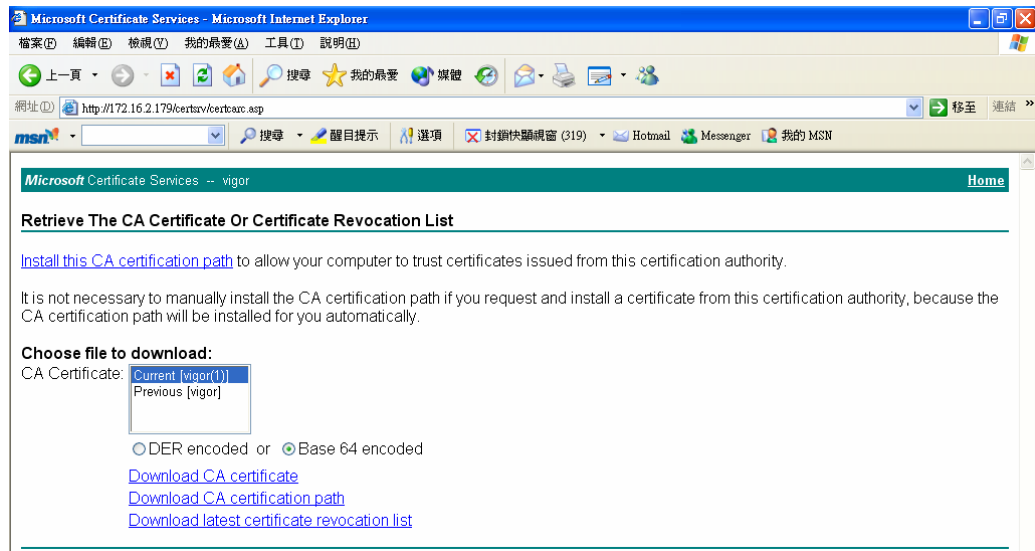 Microsoft Certificate Services - Microsoft Internet Explorer
檔案(F) 編輯(E) 檢視(V) 我的最愛(A) 工具(T) 說明(H)
上一頁 搜尋 我的最愛 媒體
網址(D) http://172.16.2.179/certsrv/certcarc.asp 移至 連結 »
msn 搜尋 醒目提示 選項 封鎖快顯視窗 (319) Hotmail Messenger 我的 MSN
Microsoft Certificate Services -- vigor Home
Retrieve The CA Certificate Or Certificate Revocation List
Install this CA certification path to allow your computer to trust certificates issued from this certification authority.
It is not necessary to manually install the CA certification path if you request and install a certificate from this certification authority, because the
CA certification path will be installed for you automatically.
Choose file to download:
CA Certificate: Current [vigor(1)]
Previous [vigor]
DER encoded or Base 64 encoded
Download CA certificate
Download CA certification path
Download latest certificate revocation list